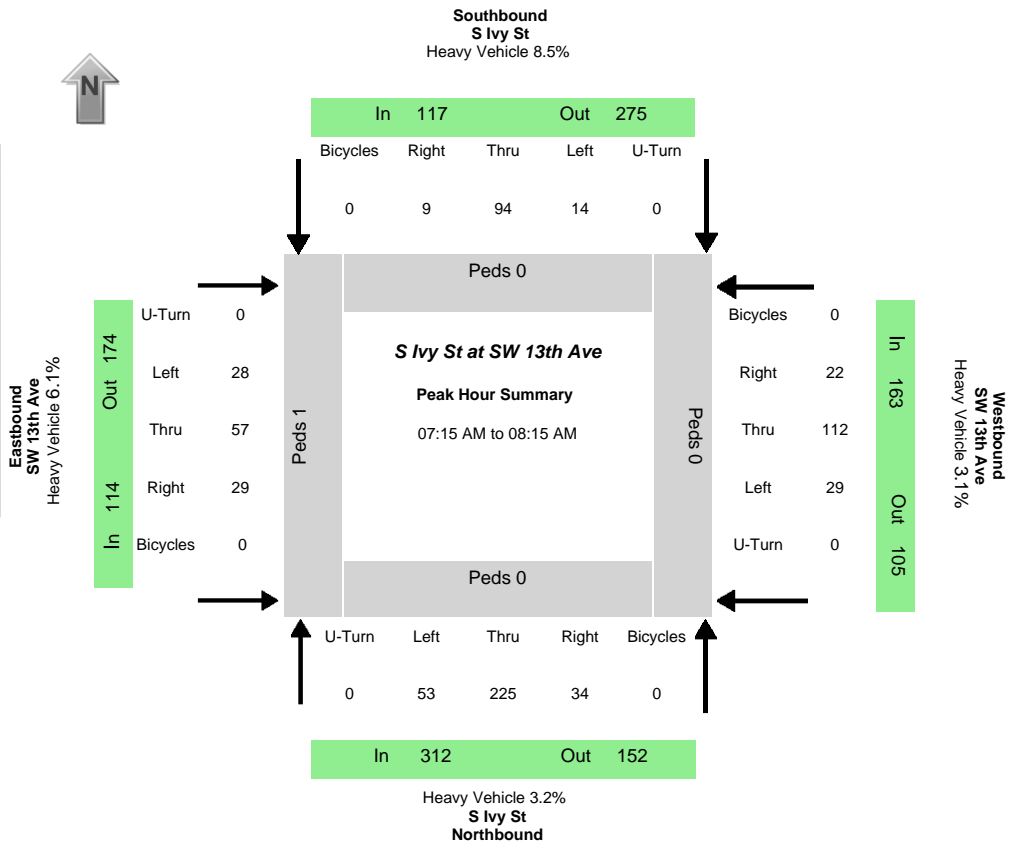 Southbound
S Ivy St
Heavy Vehicle 8.5%
N
In 117 Out 275
Bicycles Right Thru Left U-Turn
0 9 94 14 0
Peds 0
U-Turn 0
Left 28
Thru 57
Right 29
Bicycles 0
Out 174
In 114
Eastbound
SW 13th Ave
Heavy Vehicle 6.1%
Peds 1
S Ivy St at SW 13th Ave
Peak Hour Summary
07:15 AM to 08:15 AM
Peds 0
Bicycles 0
Right 22
Thru 112
Left 29
U-Turn 0
In 163
Out 105
Westbound
SW 13th Ave
Heavy Vehicle 3.1%
Peds 0
U-Turn Left Thru Right Bicycles
0 53 225 34 0
In 312 Out 152
Heavy Vehicle 3.2%
S Ivy St
Northbound